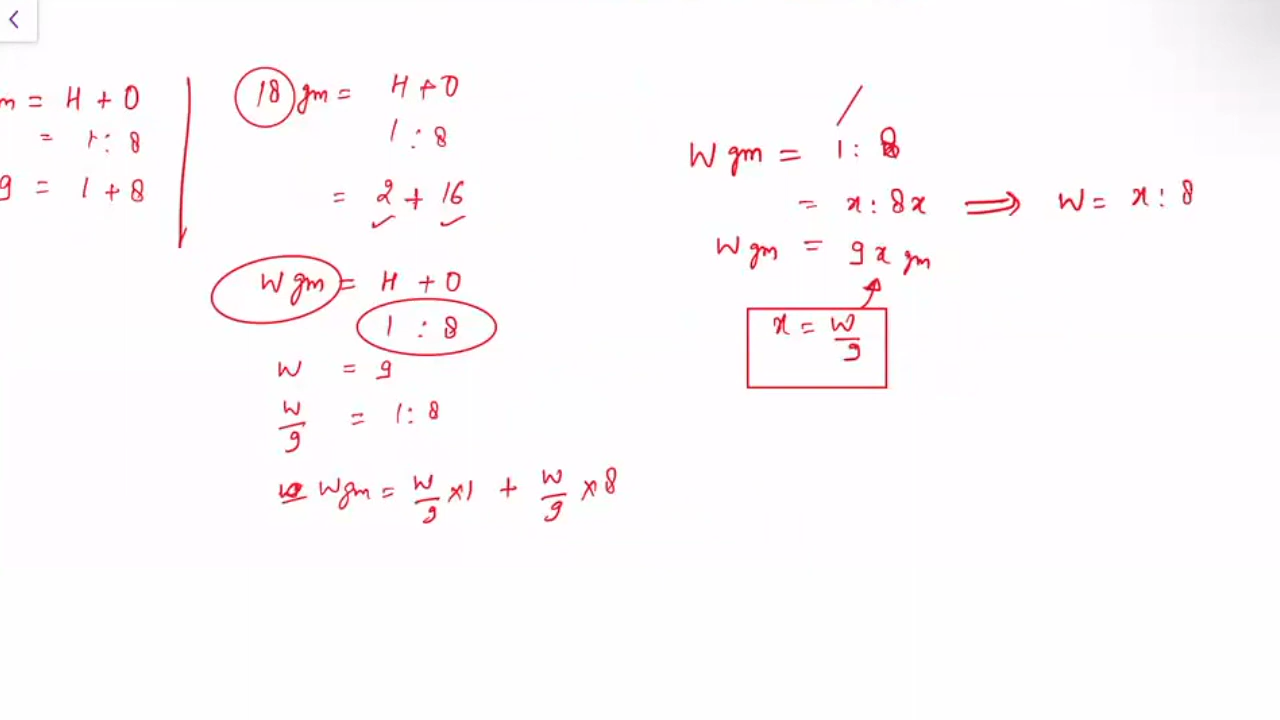 m = H + O
= 1 : 8
9 = 1 + 8
18 gm = H + O
1 : 8
= 2 + 16
W gm = H + O
1 : 8
W = 9
W/9 = 1 : 8
W gm = W/9 × 1 + W/9 × 8
W gm = 1 : 8
= x : 8x ⟹ W = x : 8
W gm = 9x gm
x = W/9